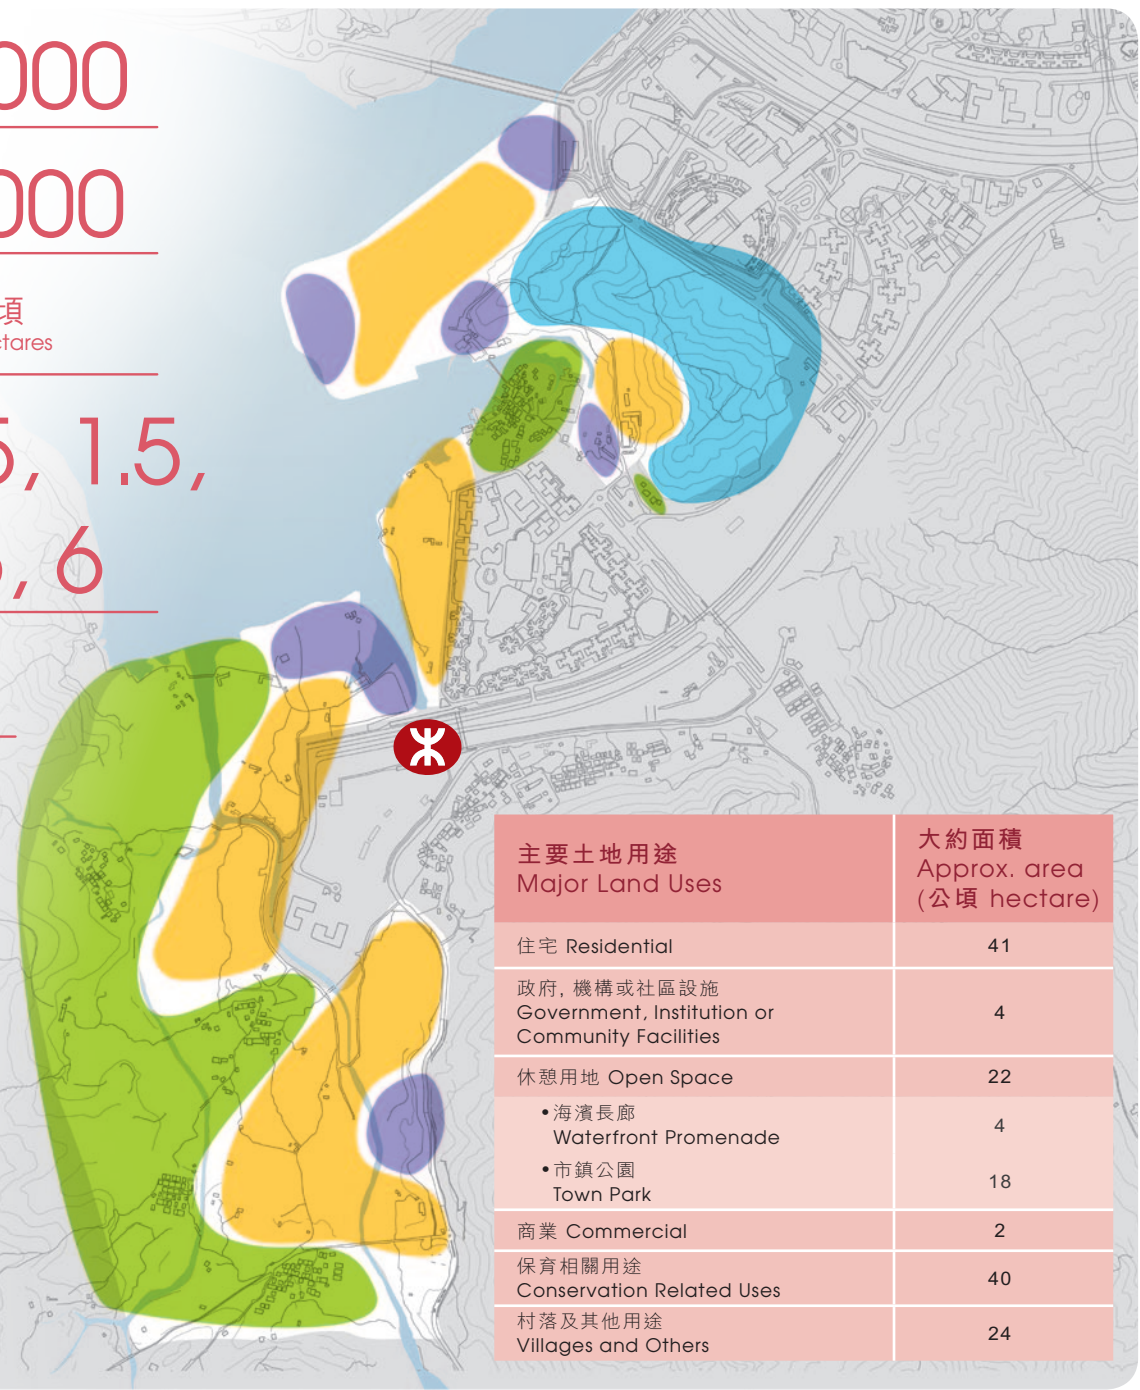 000
000
頃
ctares
5, 1.5,
, 6
主要土地用途
Major Land Uses
大約面積
Approx. area
(公頃 hectare)
住宅 Residential
41
政府, 機構或社區設施
Government, Institution or
Community Facilities
4
休憩用地 Open Space
22
•海濱長廊
Waterfront Promenade
4
•市鎮公園
Town Park
18
商業 Commercial
2
保育相關用途
Conservation Related Uses
40
村落及其他用途
Villages and Others
24